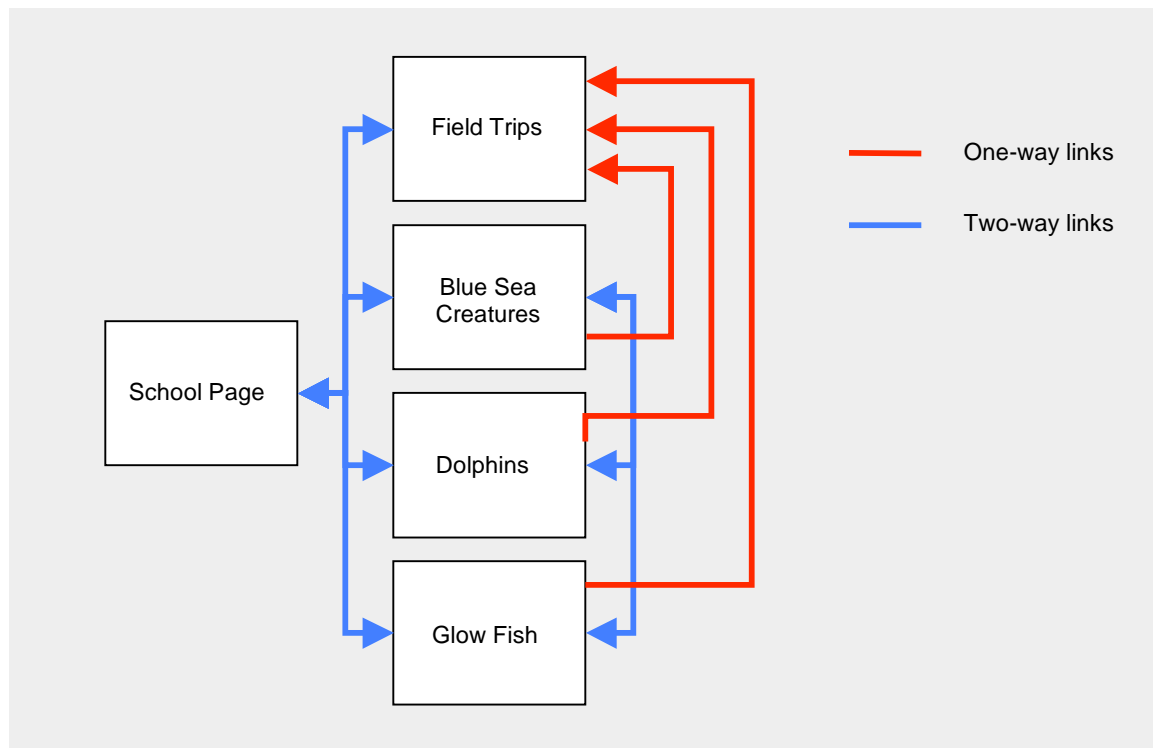 Field Trips
One-way links
Two-way links
Blue Sea
Creatures
School Page
Dolphins
Glow Fish